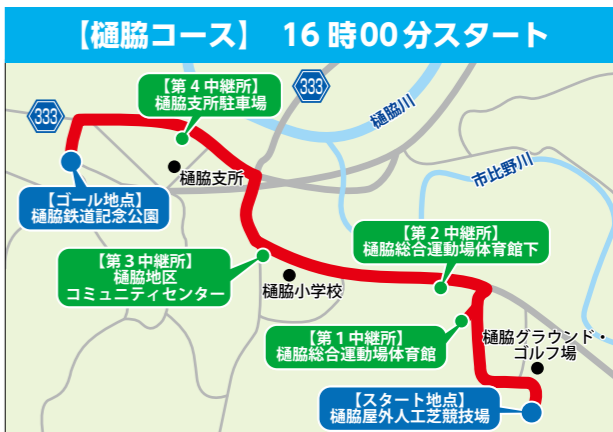 【樋脇コース】 16時00分スタート
【第4中継所】
樋脇支所駐車場
333
333
樋脇川
市比野川
樋脇支所
【ゴール地点】
樋脇鉄道記念公園
【第2中継所】
樋脇総合運動場体育館下
【第3中継所】
樋脇地区
コミュニティセンター
樋脇小学校
【第1中継所】
樋脇総合運動場体育館
樋脇グラウンド・
ゴルフ場
【スタート地点】
樋脇屋外人工芝競技場